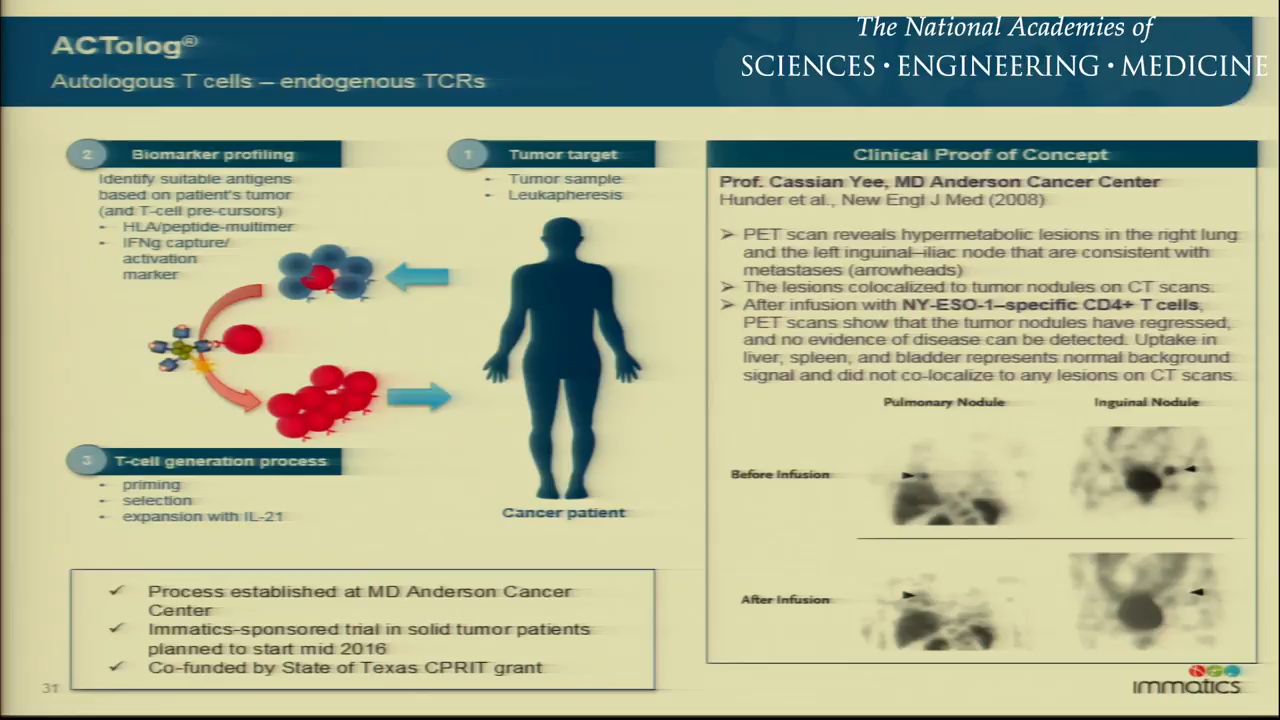 The National Academies of
SCIENCES • ENGINEERING • MEDICINE
ACTolog®
Autologous T cells – endogenous TCRs
2 Biomarker profiling
Identify suitable antigens
based on patient's tumor
(and T-cell pre-cursors)
• HLA/peptide-multimer
• IFNg capture/
activation
marker
1 Tumor target
• Tumor sample
• Leukapheresis
3 T-cell generation process
• priming
• selection
• expansion with IL-21
Cancer patient
✓ Process established at MD Anderson Cancer
Center
✓ Immatics-sponsored trial in solid tumor patients
planned to start mid 2016
✓ Co-funded by State of Texas CPRIT grant
Clinical Proof of Concept
Prof. Cassian Yee, MD Anderson Cancer Center
Hunder et al., New Engl J Med (2008)
➢ PET scan reveals hypermetabolic lesions in the right lung
and the left inguinal–iliac node that are consistent with
metastases (arrowheads)
➢ The lesions colocalized to tumor nodules on CT scans.
➢ After infusion with NY-ESO-1–specific CD4+ T cells,
PET scans show that the tumor nodules have regressed,
and no evidence of disease can be detected. Uptake in
liver, spleen, and bladder represents normal background
signal and did not co-localize to any lesions on CT scans.
Pulmonary Nodule
Inguinal Nodule
Before Infusion
After Infusion
31
immatics